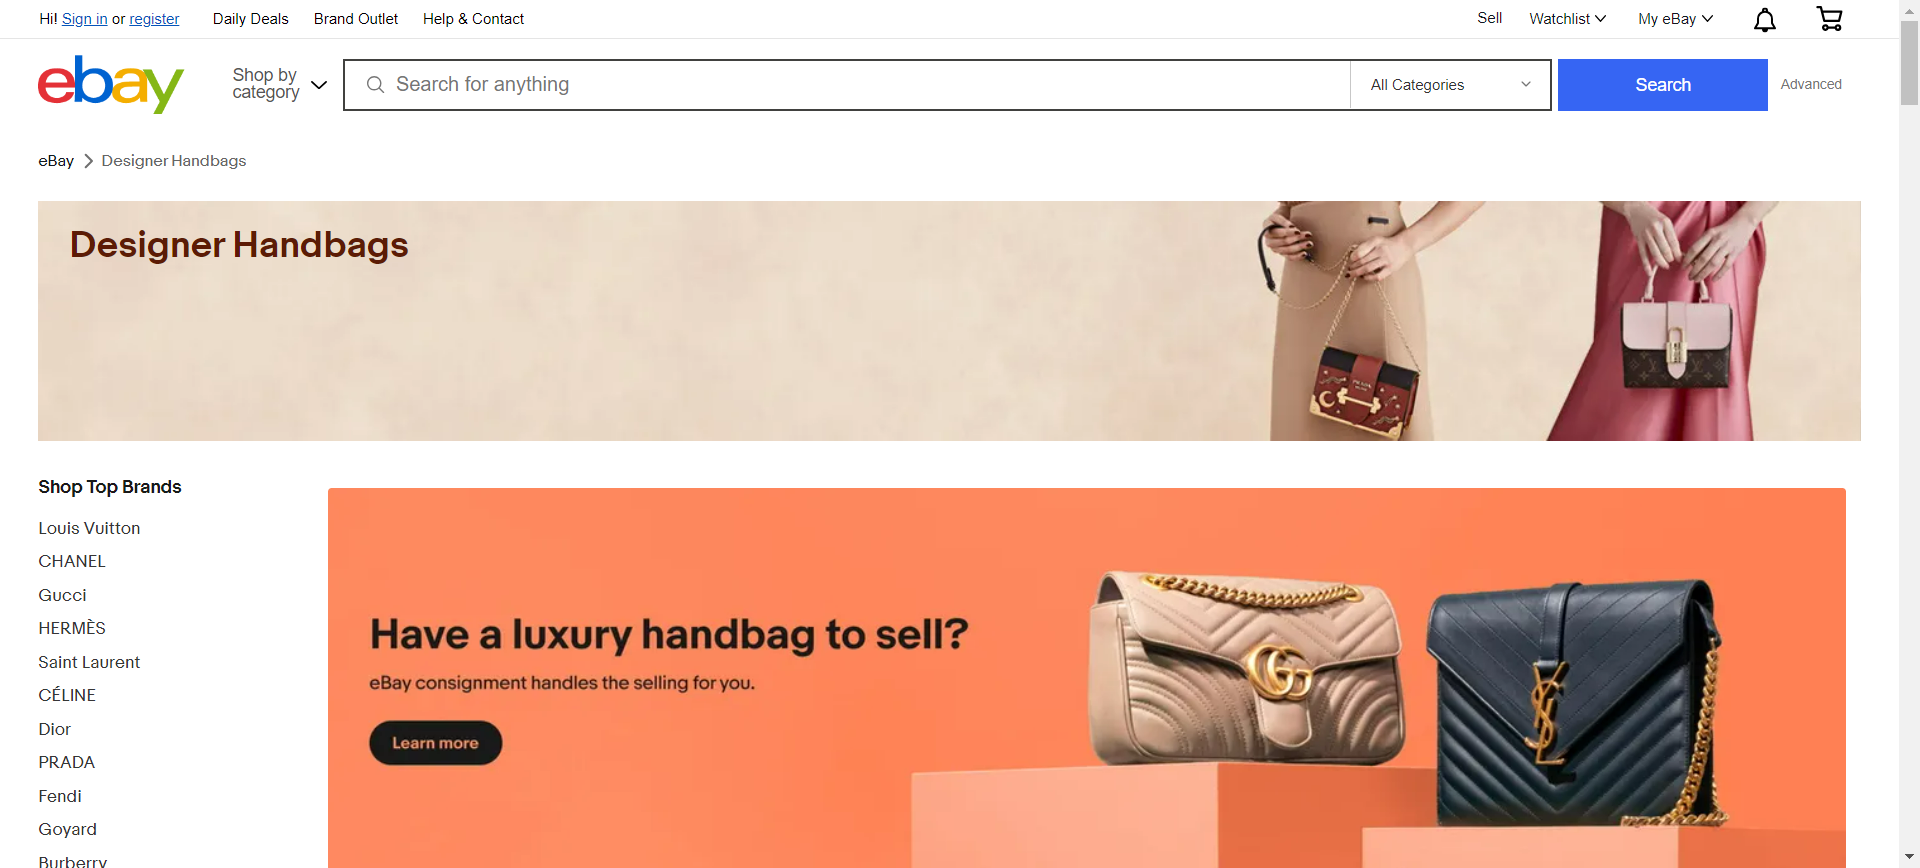 Hi! Sign in or register
Daily Deals
Brand Outlet
Help & Contact
Sell
Watchlist
My eBay
ebay
Shop by
category
Search for anything
All Categories
Search
Advanced
eBay
Designer Handbags
Designer Handbags
PRADA
Shop Top Brands
Louis Vuitton
CHANEL
Gucci
HERMÈS
Saint Laurent
CÉLINE
Dior
PRADA
Fendi
Goyard
Burberry
Have a luxury handbag to sell?
eBay consignment handles the selling for you.
Learn more